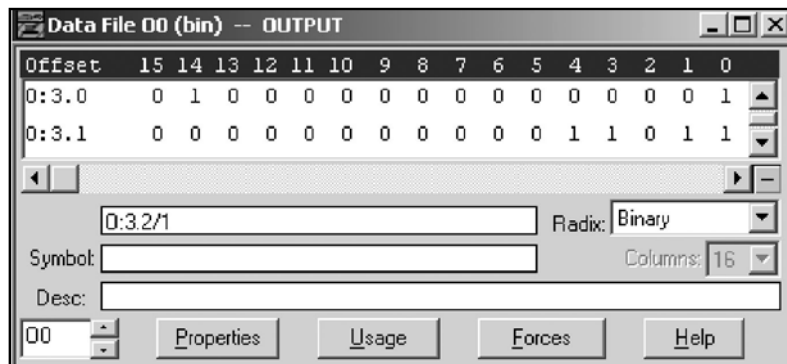 Data File O0 (bin) -- OUTPUT
Offset 15 14 13 12 11 10 9 8 7 6 5 4 3 2 1 0
O:3.0 0 1 0 0 0 0 0 0 0 0 0 0 0 0 0 1
O:3.1 0 0 0 0 0 0 0 0 0 0 0 1 1 0 1 1
O:3.2/1 Radix: Binary
Symbol: Columns: 16
Desc:
O0 Properties Usage Forces Help